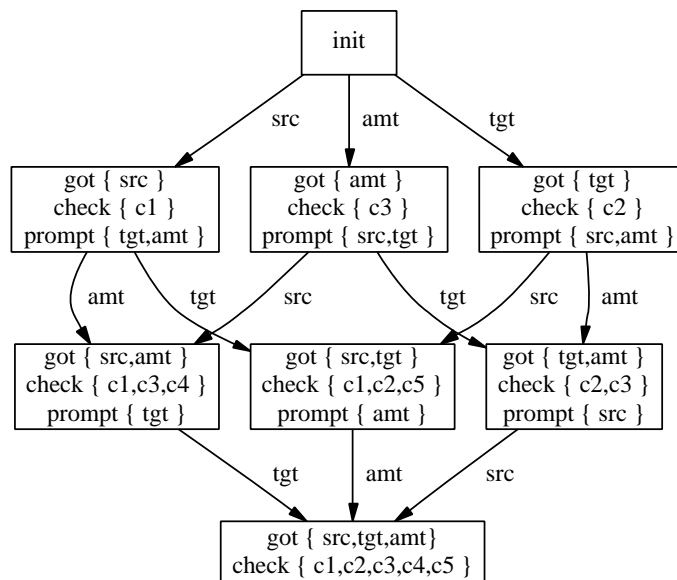 init
src
amt
tgt
got { src }
check { c1 }
prompt { tgt,amt }
got { amt }
check { c3 }
prompt { src,tgt }
got { tgt }
check { c2 }
prompt { src,amt }
amt
tgt
src
tgt
src
amt
got { src,amt }
check { c1,c3,c4 }
prompt { tgt }
got { src,tgt }
check { c1,c2,c5 }
prompt { amt }
got { tgt,amt }
check { c2,c3 }
prompt { src }
tgt
amt
src
got { src,tgt,amt}
check { c1,c2,c3,c4,c5 }